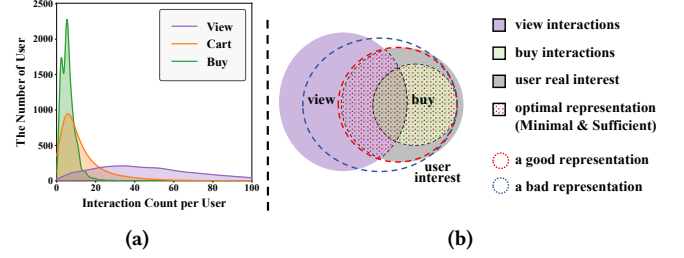 2500
2000
1500
1000
500
0
0
20
40
60
80
100
The Number of User
Interaction Count per User
View
Cart
Buy
(a)
view
buy
user
interest
view interactions
buy interactions
user real interest
optimal representation
(Minimal & Sufficient)
a good representation
a bad representation
(b)